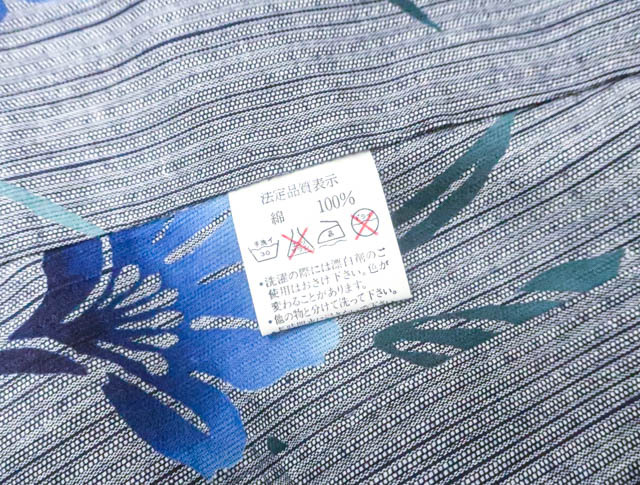 法定品質表示
綿 100%
手洗イ
30
・洗濯の際には漂白剤のご
使用はおさけ下さい。色が
変わることがあります。
・他の物と分けて洗って下さい。